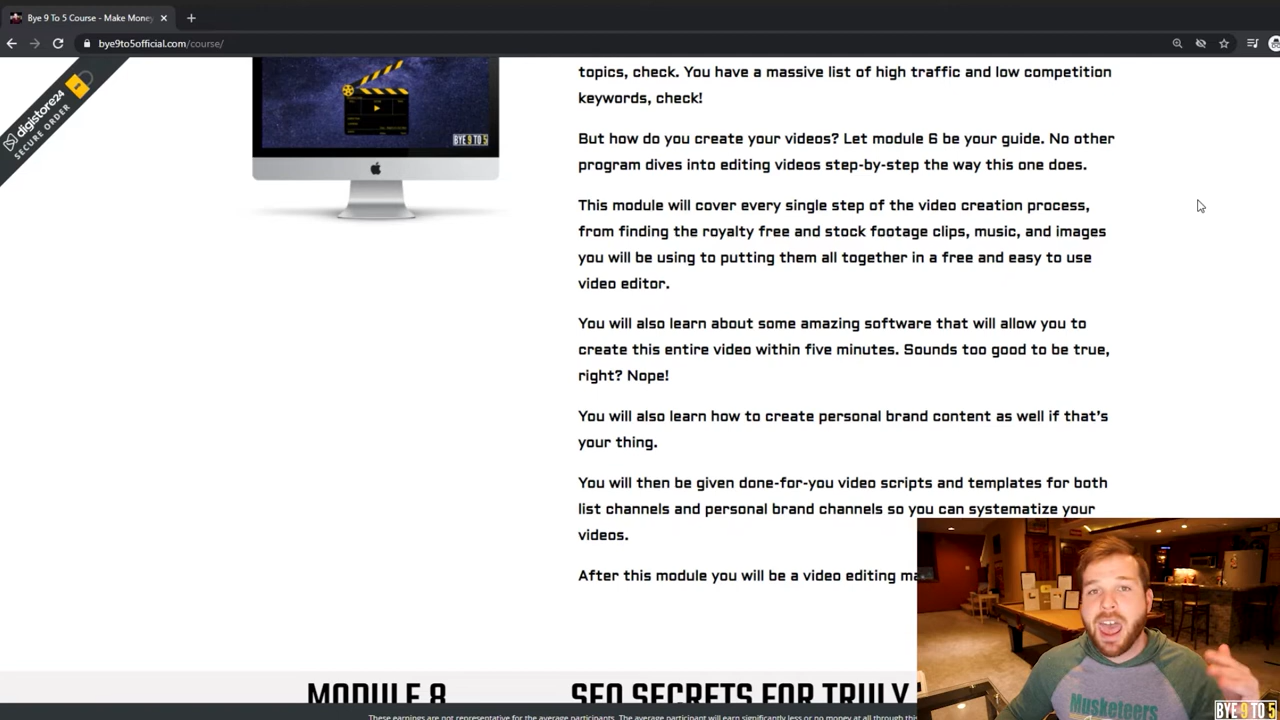 Bye 9 To 5 Course - Make Money
bye9to5official.com/course/
digistore24
SECURE ORDER
BYE 9 TO 5
topics, check. You have a massive list of high traffic and low competition
keywords, check!
But how do you create your videos? Let module 6 be your guide. No other
program dives into editing videos step-by-step the way this one does.
This module will cover every single step of the video creation process,
from finding the royalty free and stock footage clips, music, and images
you will be using to putting them all together in a free and easy to use
video editor.
You will also learn about some amazing software that will allow you to
create this entire video within five minutes. Sounds too good to be true,
right? Nope!
You will also learn how to create personal brand content as well if that's
your thing.
You will then be given done-for-you video scripts and templates for both
list channels and personal brand channels so you can systematize your
videos.
After this module you will be a video editing ma
MODULE 8
SEO SECRETS FOR TRULY
These earnings are not representative for the average participants. The average participant will earn significantly less or no money at all through this
Musketeers
BYE 9 TO 5